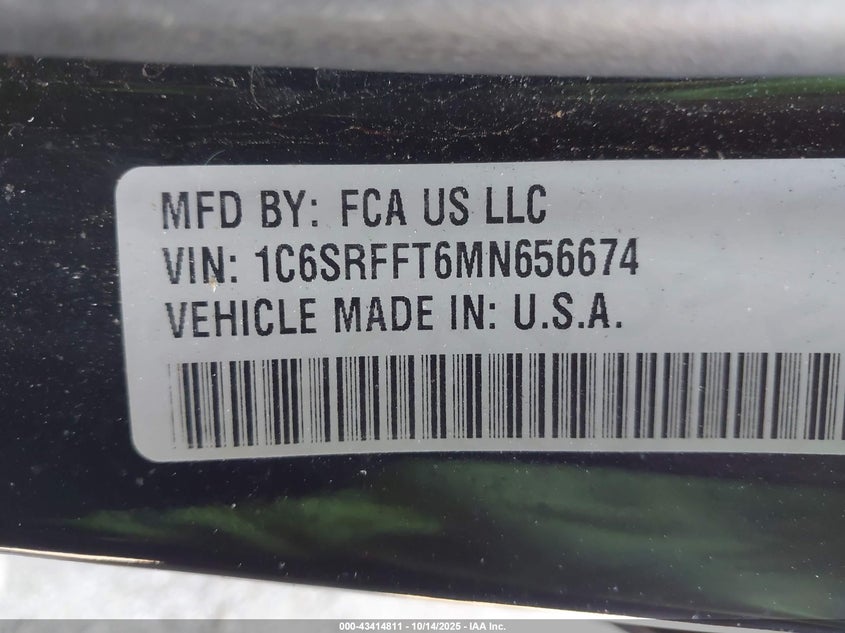 MFD BY: FCA US LLC
VIN: 1C6SRFFT6MN656674
VEHICLE MADE IN: U.S.A.
000-43414811 - 10/14/2025 - IAA Inc.